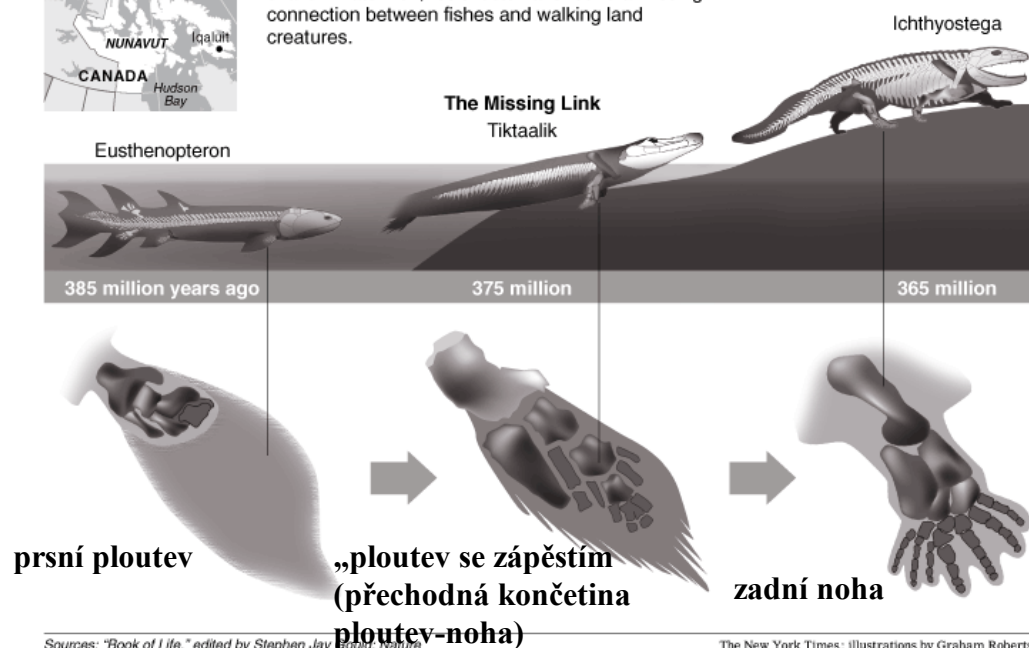 connection between fishes and walking land
creatures.
NUNAVUT
Iqaluit
CANADA
Hudson
Bay
The Missing Link
Tiktaalik
Ichthyostega
Eusthenopteron
385 million years ago
375 million
365 million
prsní ploutev
„ploutev se zápěstím
(přechodná končetina
ploutev-noha)
zadní noha
Sources: "Book of Life," edited by Stephen Jay Gould; Nature
The New York Times; illustrations by Graham Roberts